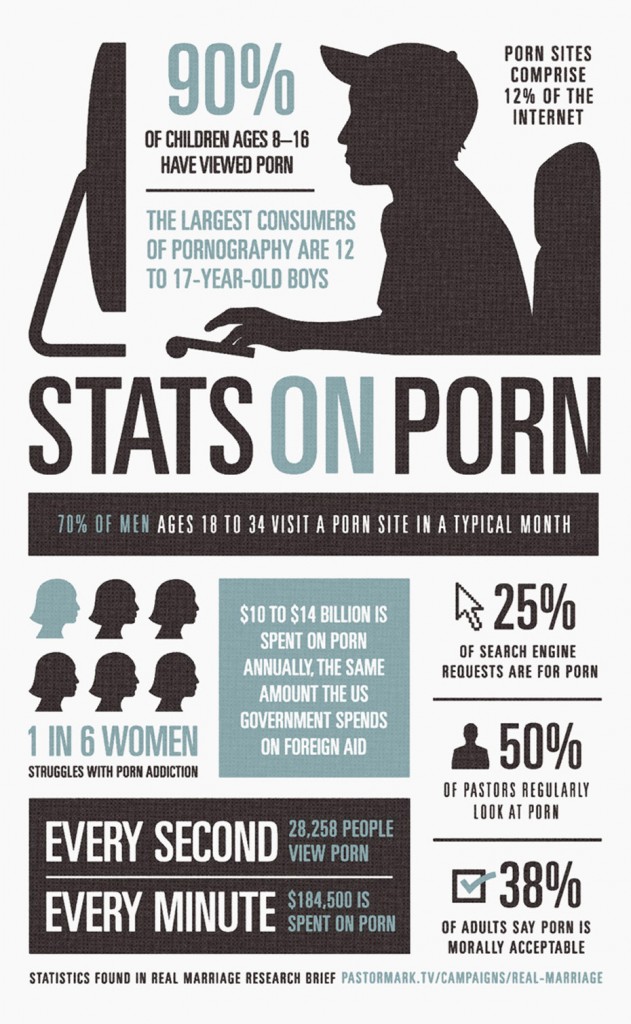 90%
OF CHILDREN AGES 8–16
HAVE VIEWED PORN
THE LARGEST CONSUMERS
OF PORNOGRAPHY ARE 12
TO 17-YEAR-OLD BOYS
PORN SITES
COMPRISE
12% OF THE
INTERNET
STATS ON PORN
70% OF MEN AGES 18 TO 34 VISIT A PORN SITE IN A TYPICAL MONTH
1 IN 6 WOMEN
STRUGGLES WITH PORN ADDICTION
$10 TO $14 BILLION IS
SPENT ON PORN
ANNUALLY, THE SAME
AMOUNT THE US
GOVERNMENT SPENDS
ON FOREIGN AID
25%
OF SEARCH ENGINE
REQUESTS ARE FOR PORN
50%
OF PASTORS REGULARLY
LOOK AT PORN
38%
OF ADULTS SAY PORN IS
MORALLY ACCEPTABLE
EVERY SECOND
28,258 PEOPLE
VIEW PORN
EVERY MINUTE
$184,500 IS
SPENT ON PORN
STATISTICS FOUND IN REAL MARRIAGE RESEARCH BRIEF PASTORMARK.TV/CAMPAIGNS/REAL-MARRIAGE